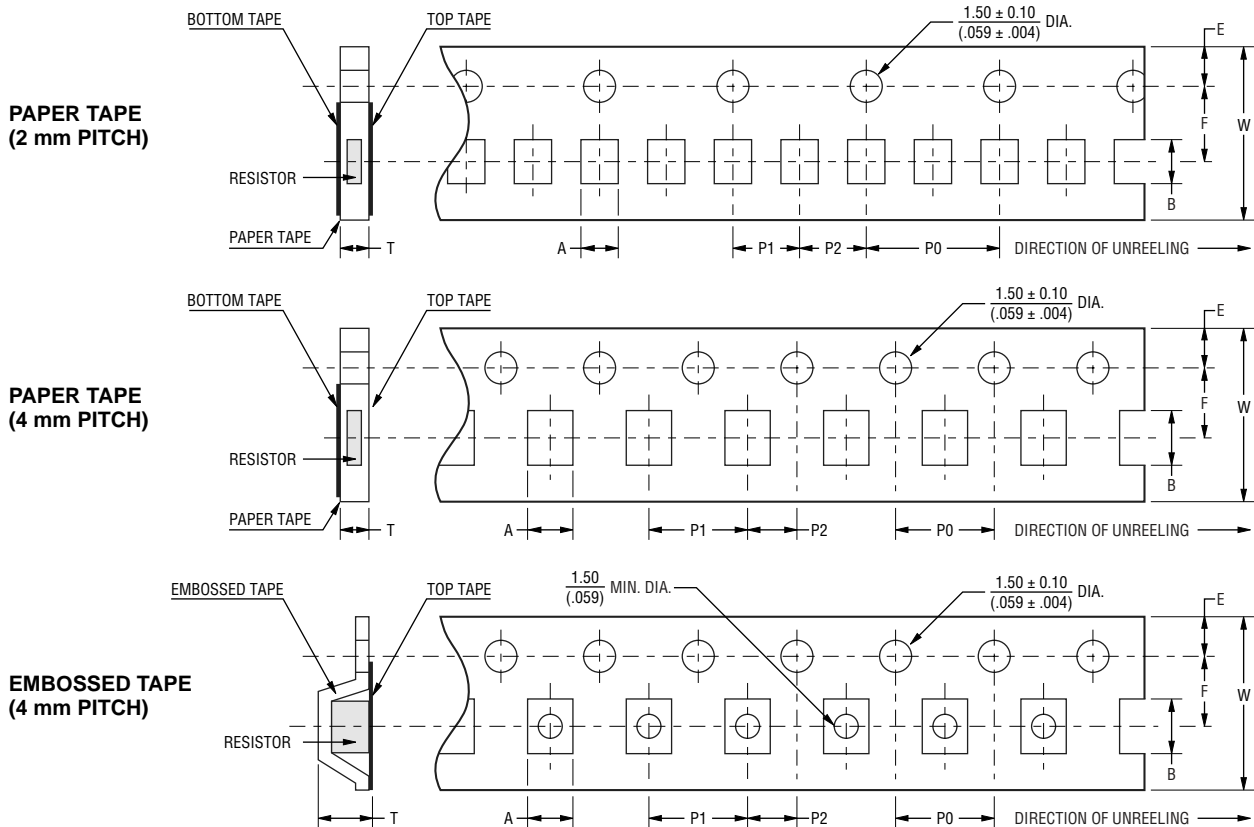 BOTTOM TAPE
TOP TAPE
1.50 ± 0.10
(.059 ± .004)
DIA.
E
PAPER TAPE
(2 mm PITCH)
F
W
RESISTOR
B
PAPER TAPE
T
A
P1
P2
P0
DIRECTION OF UNREELING
BOTTOM TAPE
TOP TAPE
1.50 ± 0.10
(.059 ± .004)
DIA.
E
PAPER TAPE
(4 mm PITCH)
F
W
RESISTOR
B
PAPER TAPE
T
A
P1
P2
P0
DIRECTION OF UNREELING
EMBOSSED TAPE
TOP TAPE
1.50
(.059)
MIN. DIA.
1.50 ± 0.10
(.059 ± .004)
DIA.
E
EMBOSSED TAPE
(4 mm PITCH)
F
W
RESISTOR
B
T
A
P1
P2
P0
DIRECTION OF UNREELING